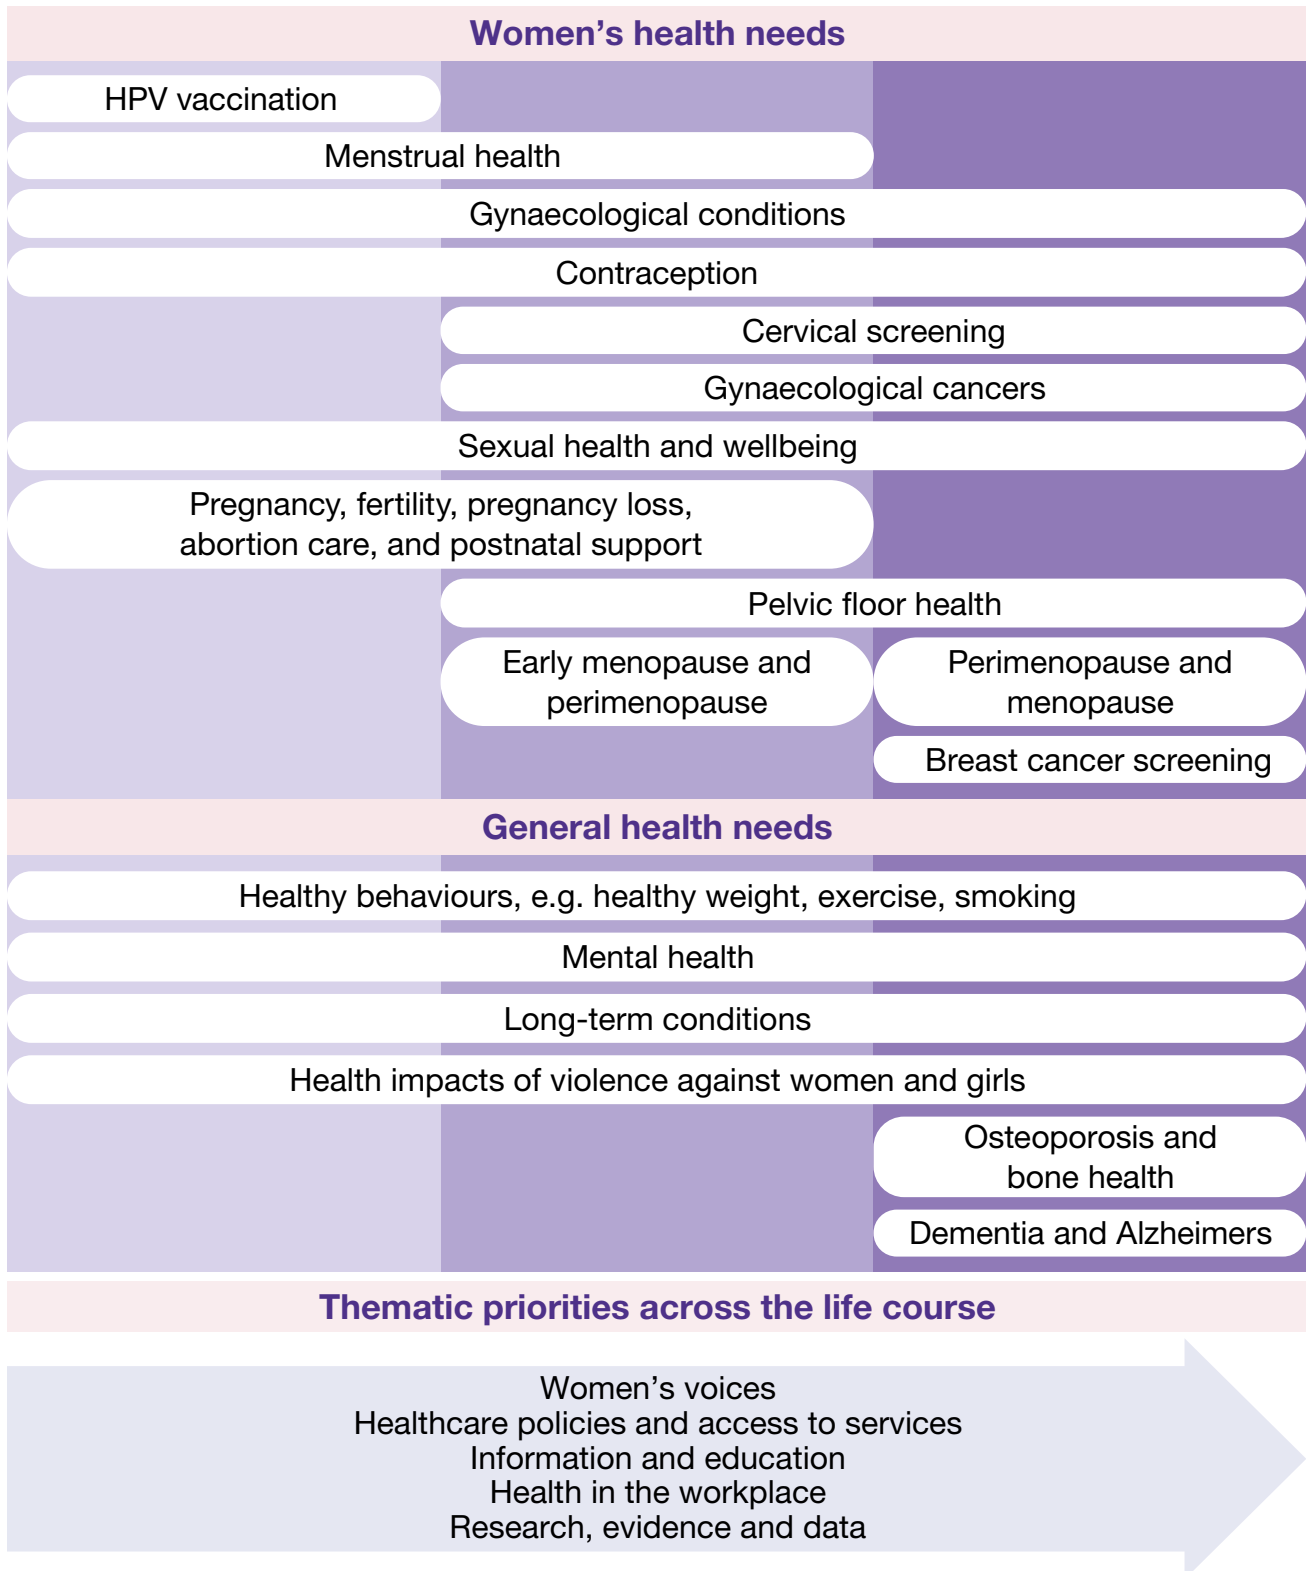 Women’s health needs
HPV vaccination
Menstrual health
Gynaecological conditions
Contraception
Cervical screening
Gynaecological cancers
Sexual health and wellbeing
Pregnancy, fertility, pregnancy loss,
abortion care, and postnatal support
Pelvic floor health
Early menopause and
perimenopause
Perimenopause and
menopause
Breast cancer screening
General health needs
Healthy behaviours, e.g. healthy weight, exercise, smoking
Mental health
Long-term conditions
Health impacts of violence against women and girls
Osteoporosis and
bone health
Dementia and Alzheimers
Thematic priorities across the life course
Women’s voices
Healthcare policies and access to services
Information and education
Health in the workplace
Research, evidence and data